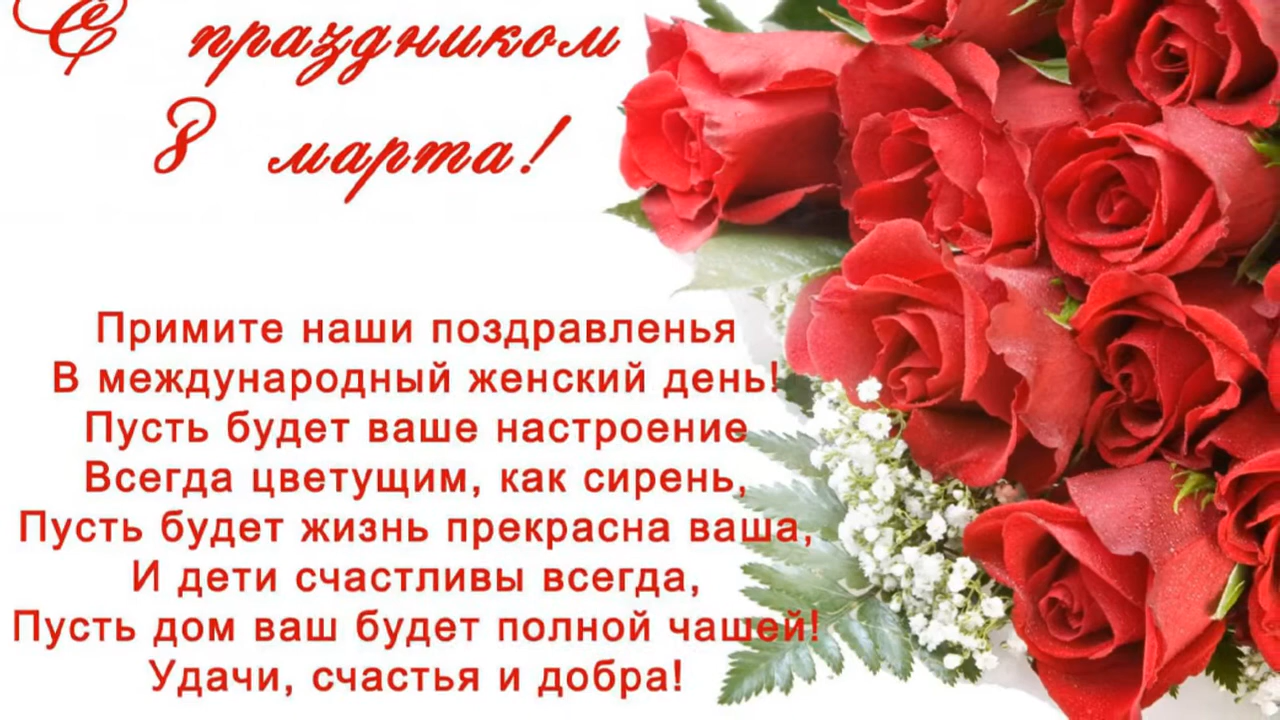 С праздником
8 марта!
Примите наши поздравленья
В международный женский день!
Пусть будет ваше настроение
Всегда цветущим, как сирень,
Пусть будет жизнь прекрасна ваша,
И дети счастливы всегда,
Пусть дом ваш будет полной чашей!
Удачи, счастья и добра!